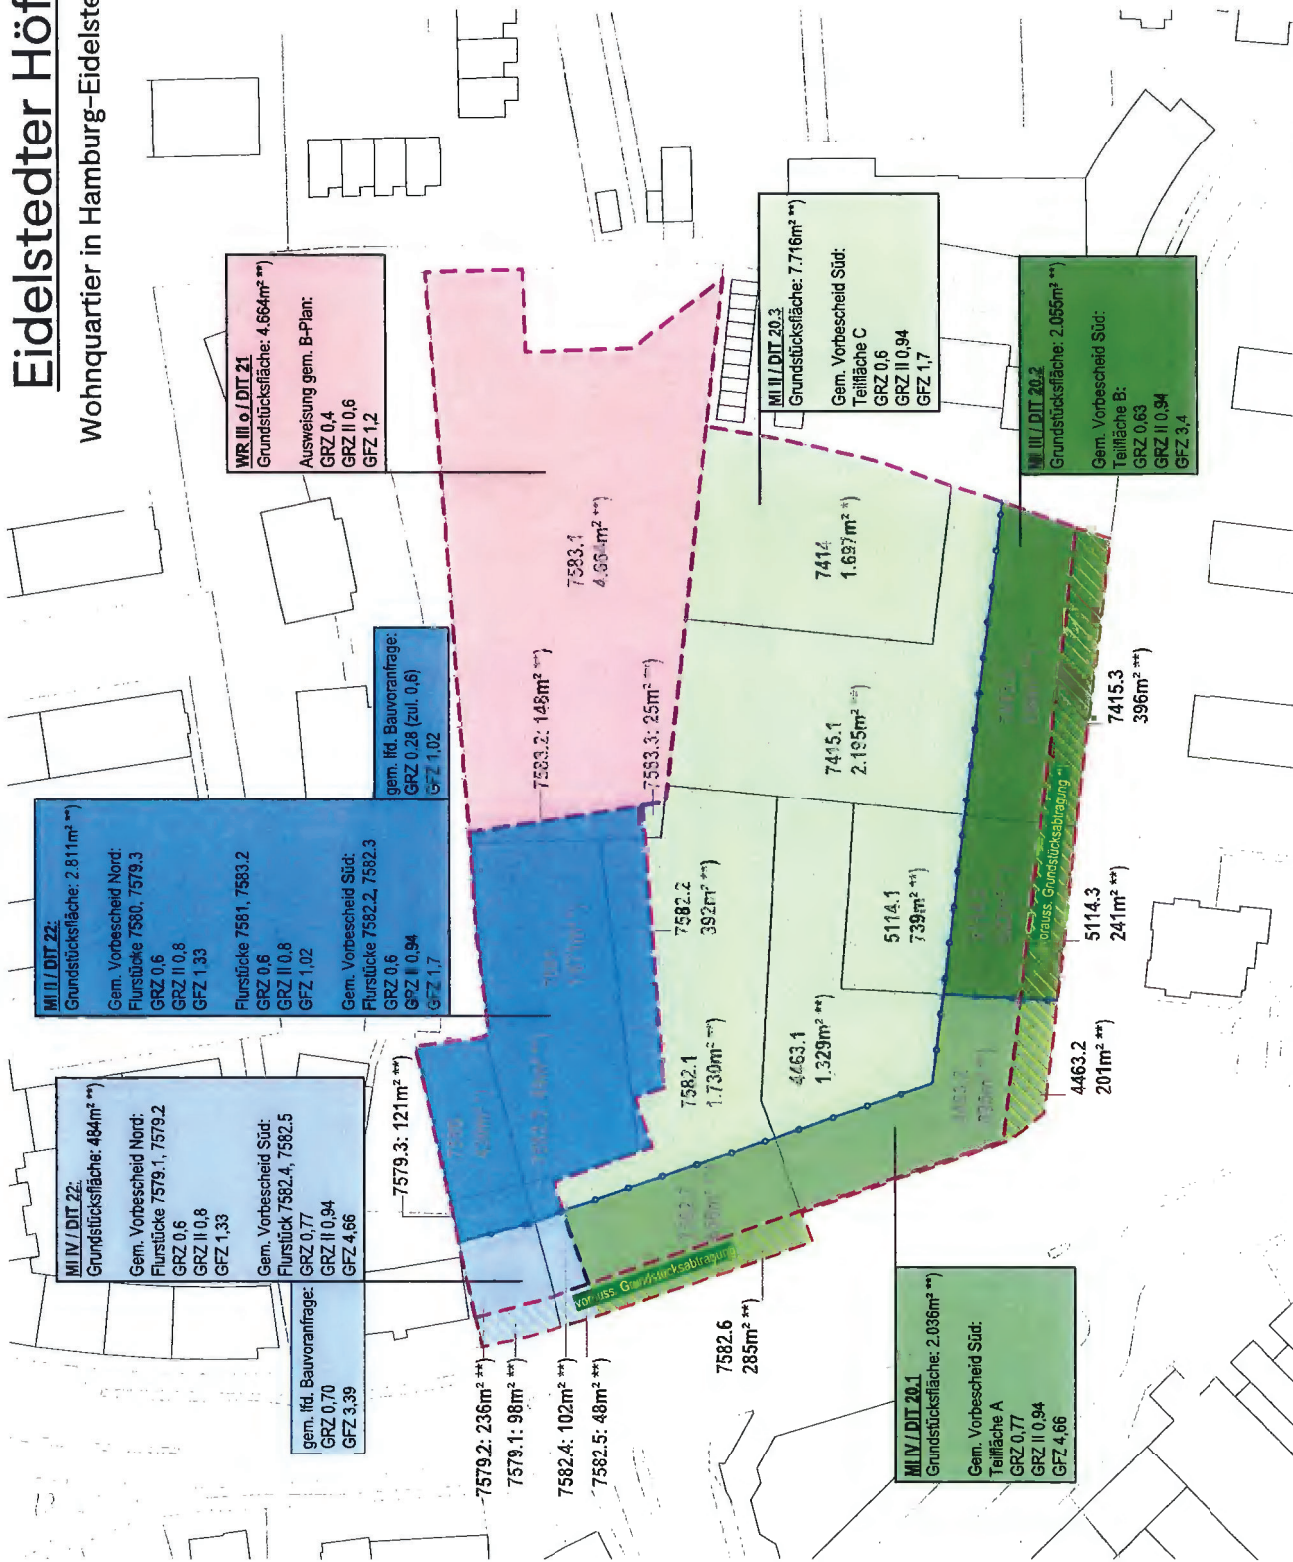 Eidelstedter Höf
Wohnquartier in Hamburg-Eidelste
WR III o / DIT 21
Grundstücksfläche: 4.664m² **)
Ausweisung gem. B-Plan:
GRZ 0,4
GRZ II 0,6
GFZ 1,2
MI II / DIT 22:
Grundstücksfläche: 2.811m² **)
Gem. Vorbescheid Nord:
Flurstücke 7580, 7579.3
GRZ 0,6
GRZ II 0,8
GFZ 1,33
Flurstücke 7581, 7583.2
GRZ 0,6
GRZ II 0,8
GFZ 1,02
Gem. Vorbescheid Süd:
Flurstücke 7582.2, 7582.3
GRZ 0,6
GRZ II 0,94
GFZ 1,7
gem. lfd. Bauvoranfrage:
GRZ 0.28 (zul. 0,6)
GFZ 1,02
MI IV / DIT 22:
Grundstücksfläche: 484m² **)
Gem. Vorbescheid Nord:
Flurstücke 7579.1, 7579.2
GRZ 0,6
GRZ II 0,8
GFZ 1,33
Gem. Vorbescheid Süd:
Flurstück 7582.4, 7582.5
GRZ 0,77
GRZ II 0,94
GFZ 4,66
gem. lfd. Bauvoranfrage:
GRZ 0,70
GFZ 3,39
MI II / DIT 20.3
Grundstücksfläche: 7.716m² **)
Gem. Vorbescheid Süd:
Teilfläche C
GRZ 0,6
GRZ II 0,94
GFZ 1,7
MI III / DIT 20.2
Grundstücksfläche: 2.055m² **)
Gem. Vorbescheid Süd:
Teilfläche B:
GRZ 0,63
GRZ II 0,94
GFZ 3,4
MI IV / DIT 20.1
Grundstücksfläche: 2.036m² **)
Gem. Vorbescheid Süd:
Teilfläche A
GRZ 0,77
GRZ II 0,94
GFZ 4,66
7583.1
4.664m² **)
7583.2: 148m² **)
7583.3: 25m² **)
7579.3: 121m² **)
7579.2: 236m² **)
7579.1: 98m² **)
7582.4: 102m² **)
7582.5: 48m² **)
7582.6
285m² **)
7582.2
392m² **)
7582.1
1.730m² **)
4463.1
1.329m² **)
5114.1
739m² **)
7415.1
2.195m² **)
7414
1.697m² *)
vorauss. Grundstücksabtragung
orauss. Grundstücksabtragung **)
4463.2
201m² **)
5114.3
241m² **)
7415.3
396m² **)